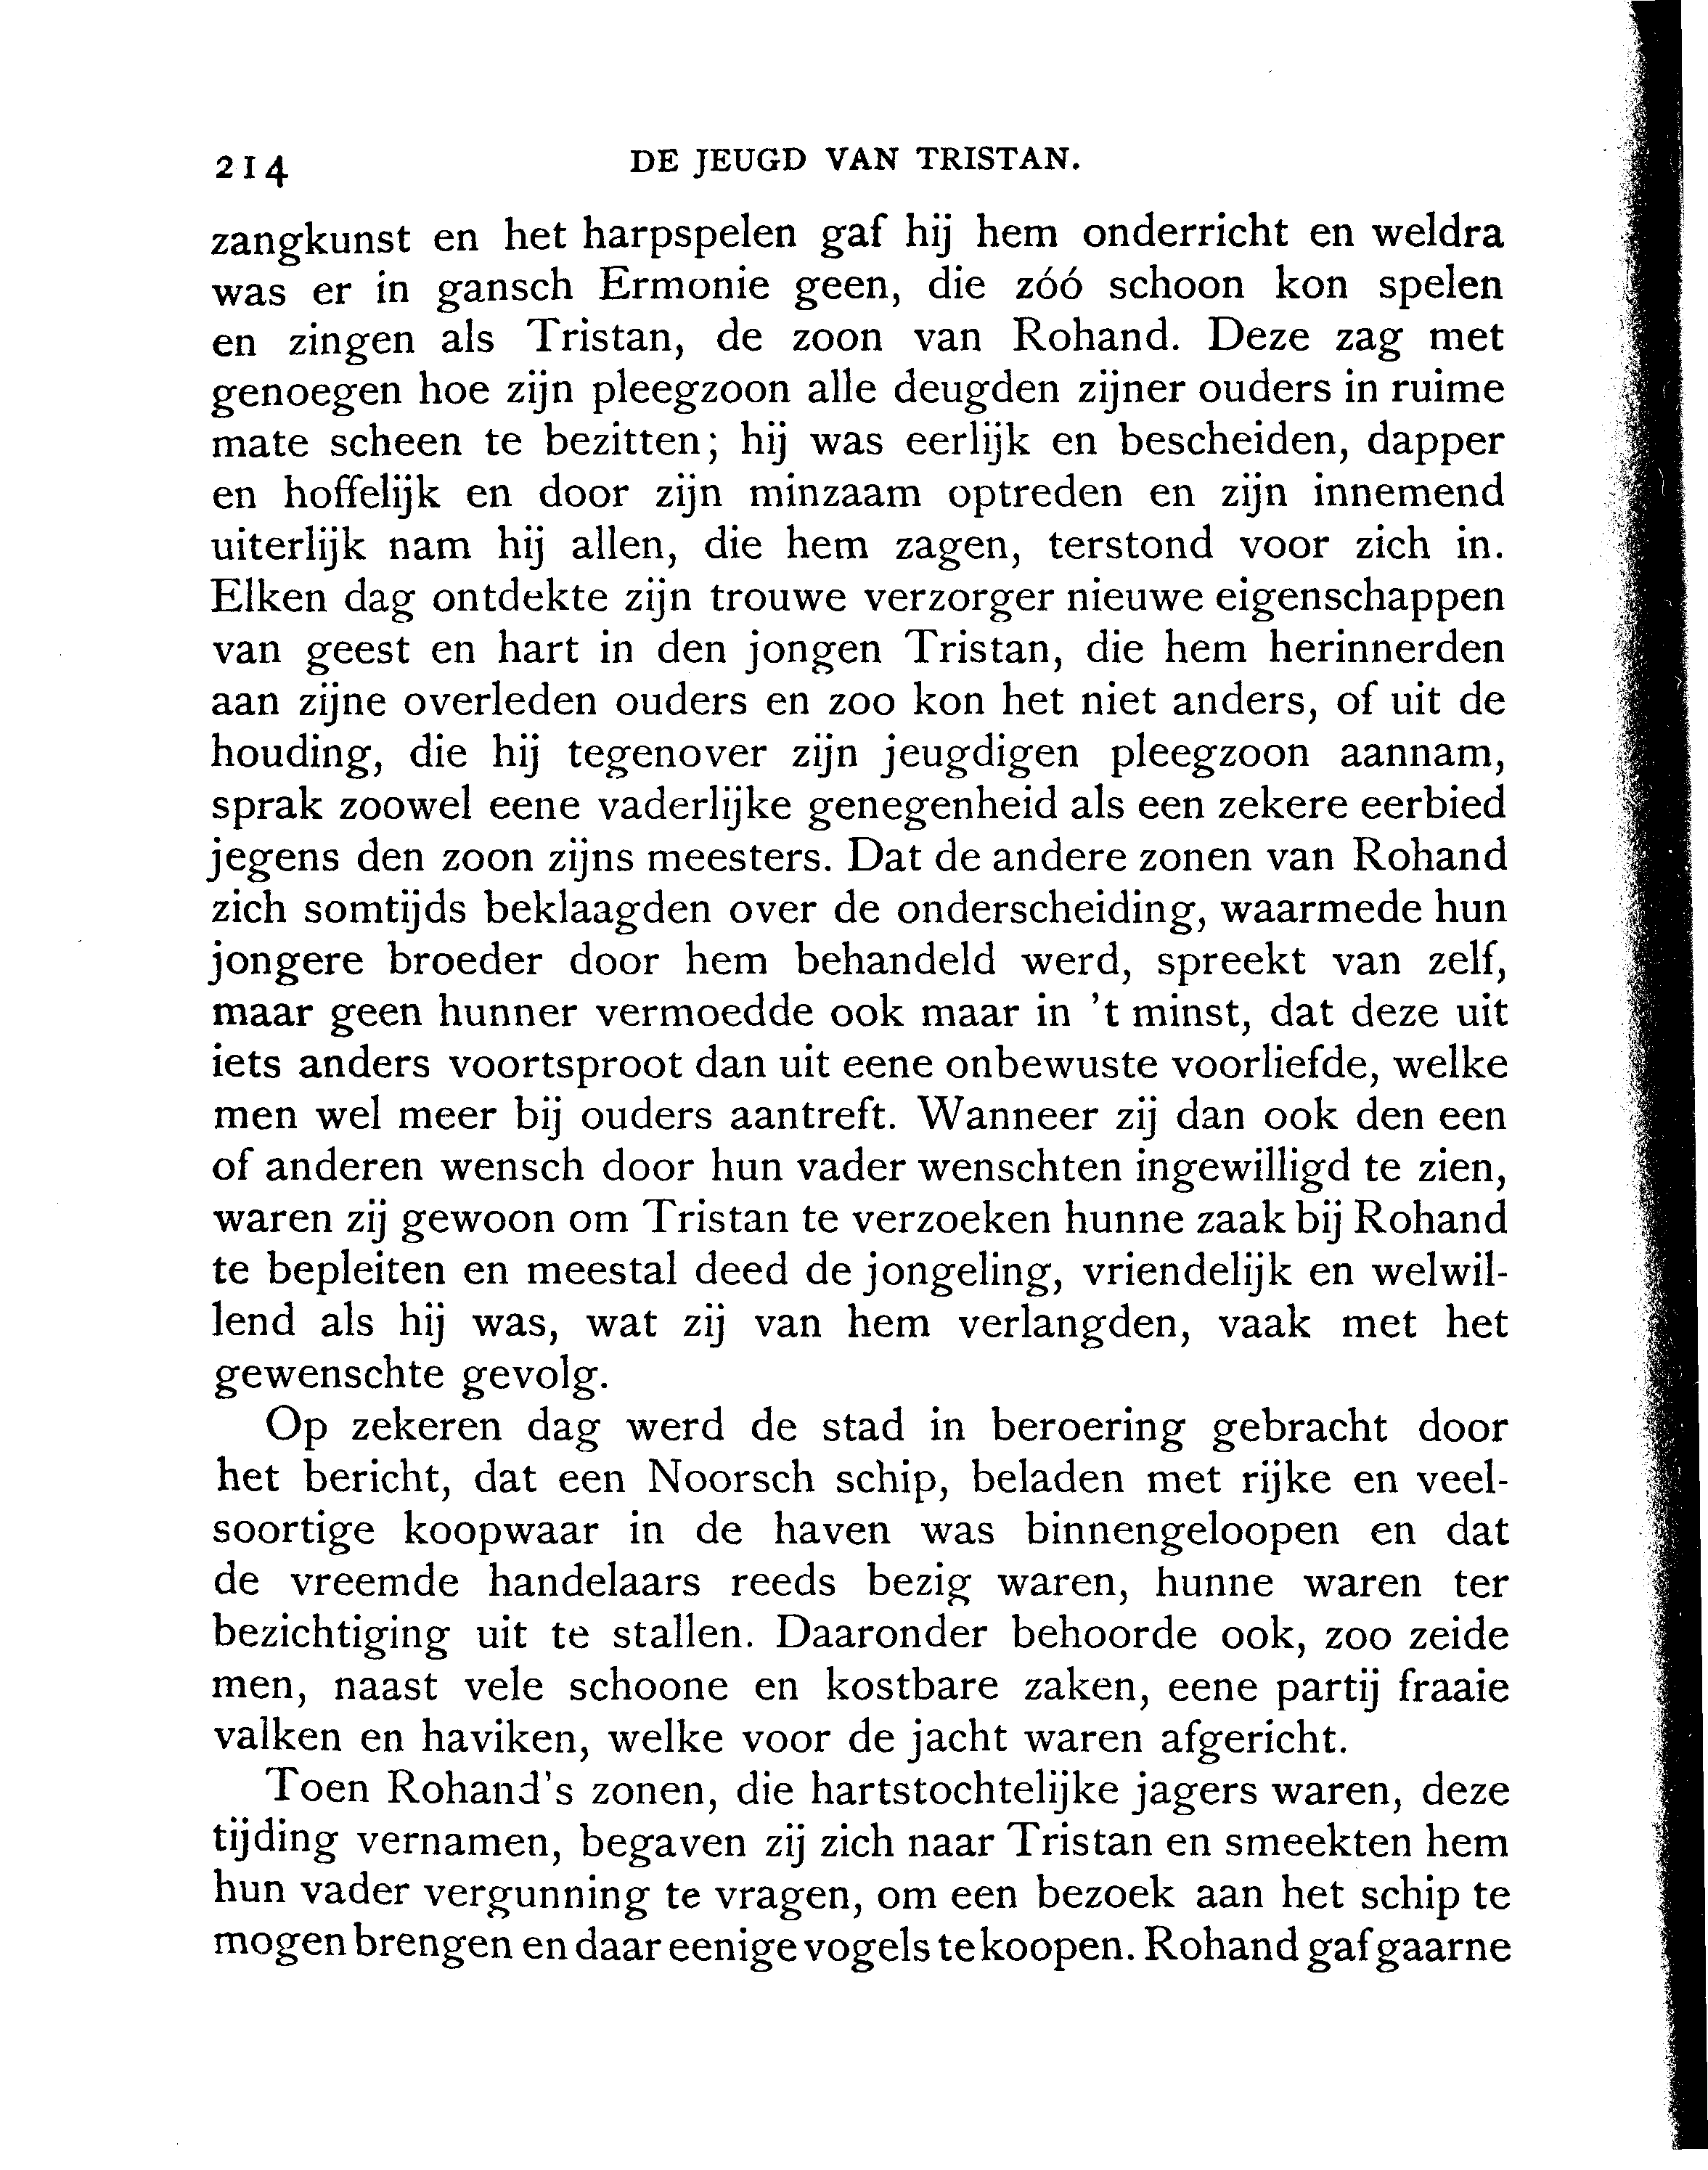 214
DE JEUGD VAN TRISTAN.
zangkunst en het harpspelen gaf hij hem onderricht en weldra
was er in gansch Ermonie geen, die zóó schoon kon spelen
en zingen als Tristan, de zoon van Rohand. Deze zag met
genoegen hoe zijn pleegzoon alle deugden zijner ouders in ruime
mate scheen te bezitten; hij was eerlijk en bescheiden, dapper
en hoffelijk en door zijn minzaam optreden en zijn innemend
uiterlijk nam hij allen, die hem zagen, terstond voor zich in.
Elken dag ontdekte zijn trouwe verzorger nieuwe eigenschappen
van geest en hart in den jongen Tristan, die hem herinnerden
aan zijne overleden ouders en zoo kon het niet anders, of uit de
houding, die hij tegenover zijn jeugdigen pleegzoon aannam,
sprak zoowel eene vaderlijke genegenheid als een zekere eerbied
jegens den zoon zijns meesters. Dat de andere zonen van Rohand
zich somtijds beklaagden over de onderscheiding, waarmede hun
jongere broeder door hem behandeld werd, spreekt van zelf,
maar geen hunner vermoedde ook maar in 't minst, dat deze uit
iets anders voortsproot dan uit eene onbewuste voorliefde, welke
men wel meer bij ouders aantreft. Wanneer zij dan ook den een
of anderen wensch door hun vader wenschten ingewilligd te zien,
waren zij gewoon om Tristan te verzoeken hunne zaak bij Rohand
te bepleiten en meestal deed de jongeling, vriendelijk en welwil-
lend als hij was, wat zij van hem verlangden, vaak met het
gewenschte gevolg.
Op zekeren dag werd de stad in beroering gebracht door
het bericht, dat een Noorsch schip, beladen met rijke en veel-
soortige koopwaar in de haven was binnengeloopen en dat
de vreemde handelaars reeds bezig waren, hunne waren ter
bezichtiging uit te stallen. Daaronder behoorde ook, zoo zeide
men, naast vele schoone en kostbare zaken, eene partij fraaie
valken en haviken, welke voor de jacht waren afgericht.
Toen Rohand's zonen, die hartstochtelijke jagers waren, deze
tijding vernamen, begaven zij zich naar Tristan en smeekten hem
hun vader vergunning te vragen, om een bezoek aan het schip te
mogen brengen en daar eenige vogels te koopen. Rohand gaf gaarne